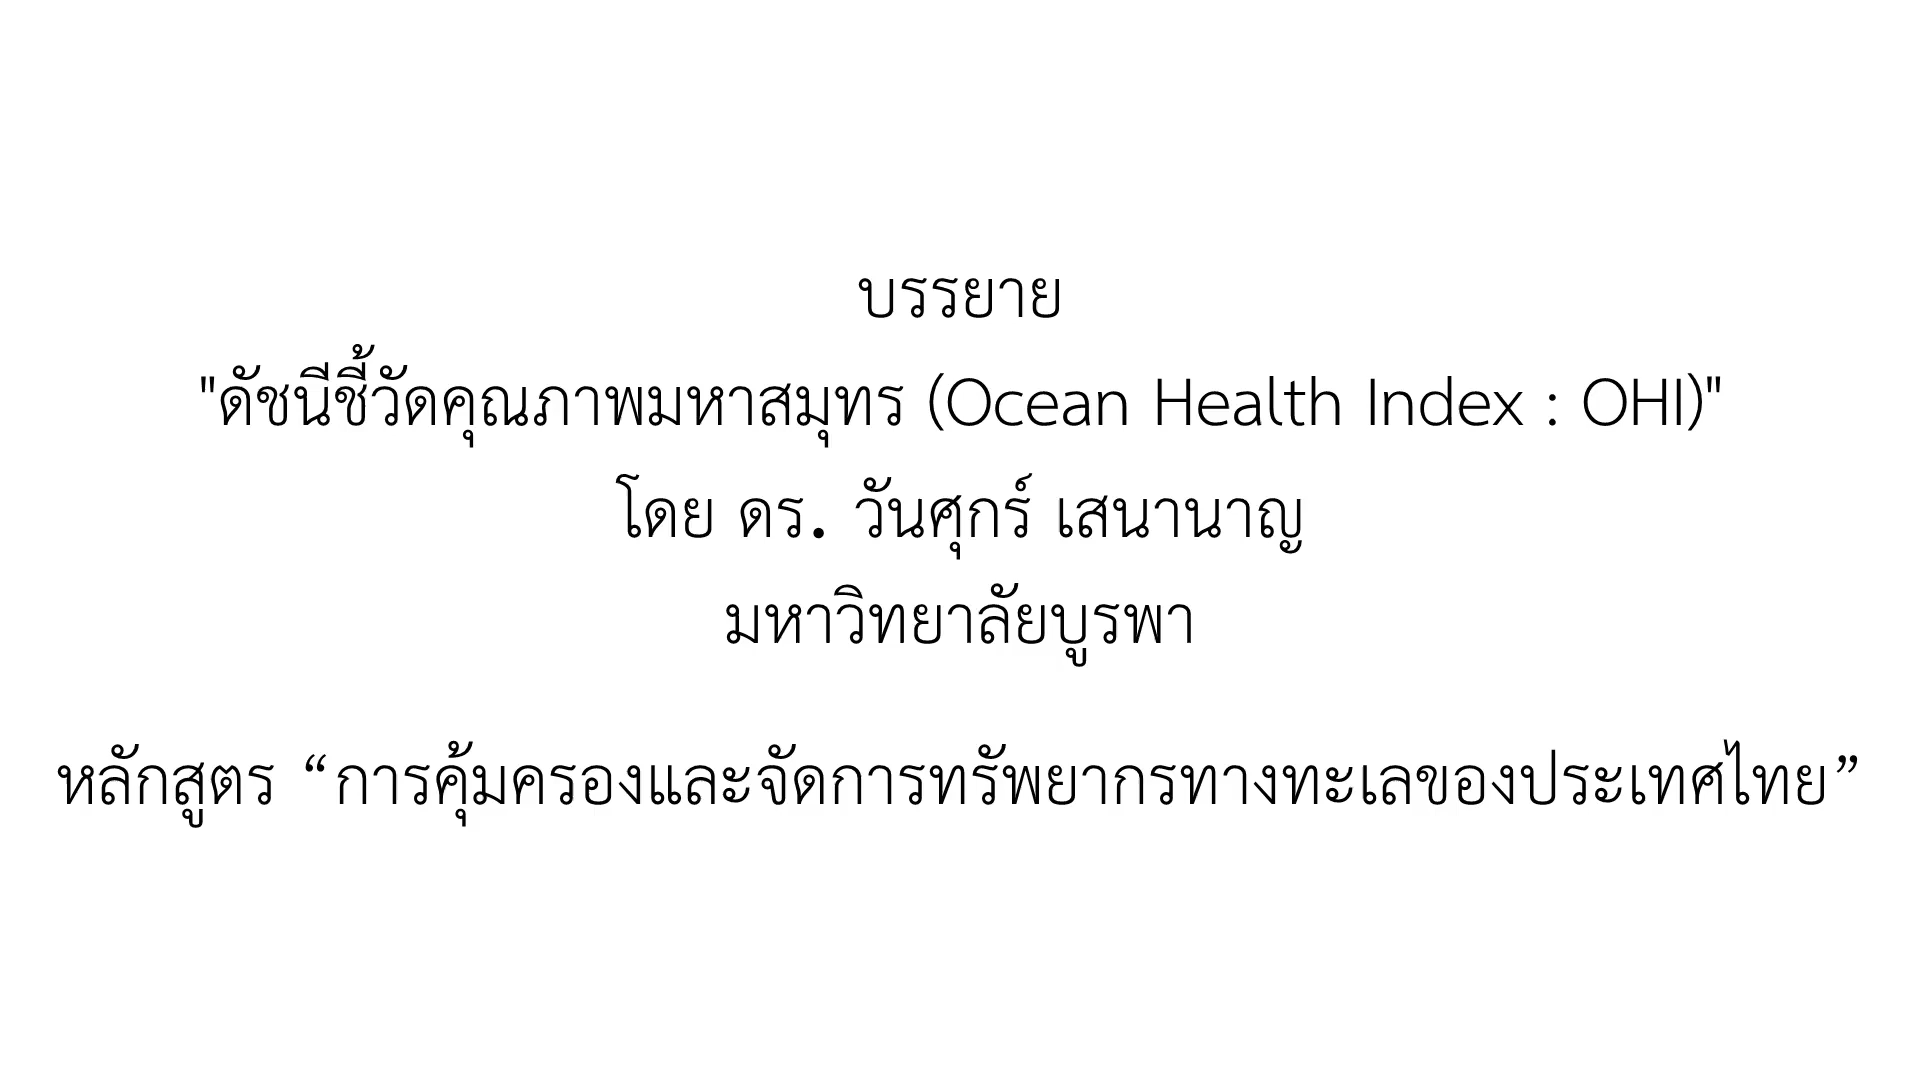 บรรยาย
"ดัชนีชี้วัดคุณภาพมหาสมุทร (Ocean Health Index : OHI)"
โดย ดร. วันศุกร์ เสนานาญ
มหาวิทยาลัยบูรพา
หลักสูตร “การคุ้มครองและจัดการทรัพยากรทางทะเลของประเทศไทย”